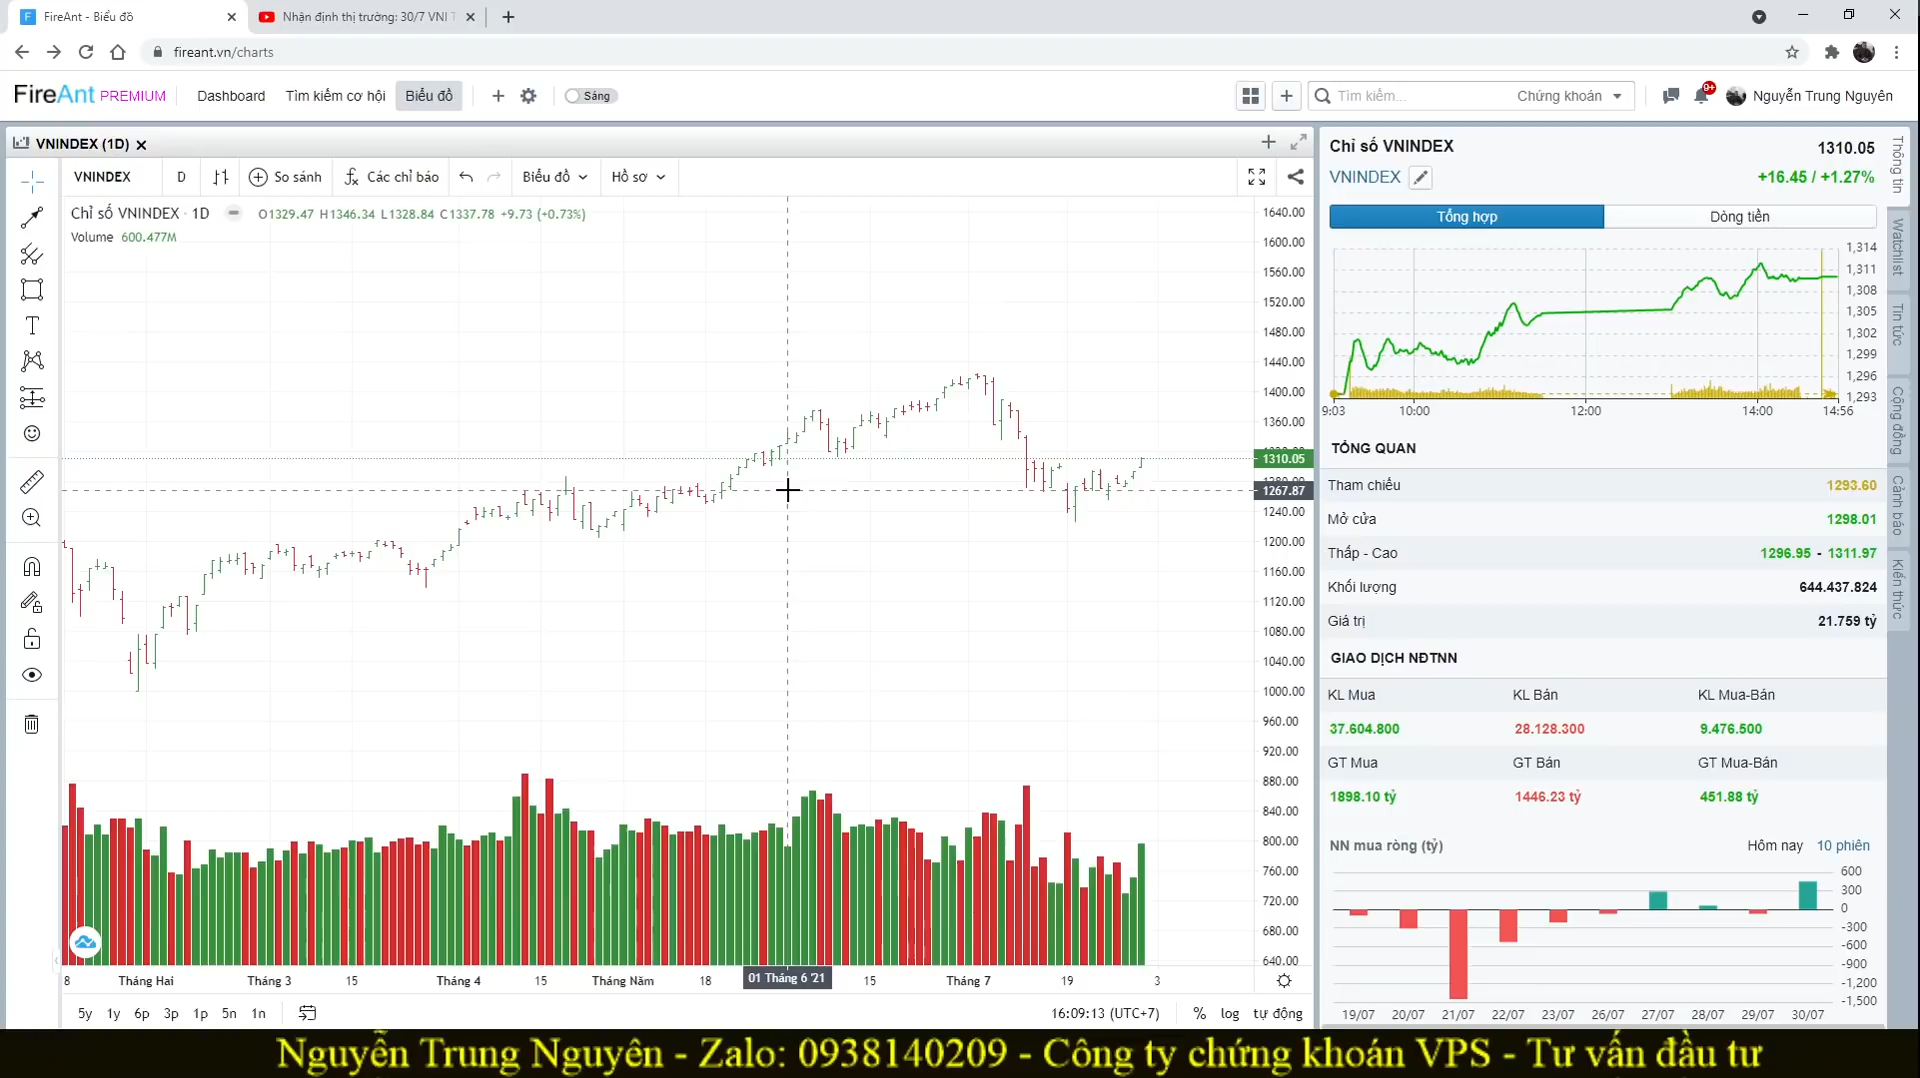 FireAnt - Biểu đồ
Nhận định thị trường: 30/7 VNI T
fireant.vn/charts
FireAnt PREMIUM
Dashboard
Tìm kiếm cơ hội
Biểu đồ
Sáng
Tìm kiếm...
Chứng khoán
9+
Nguyễn Trung Nguyên
VNINDEX (1D)
VNINDEX
D
So sánh
Các chỉ báo
Biểu đồ
Hồ sơ
Chỉ số VNINDEX · 1D
O1329.47 H1346.34 L1328.84 C1337.78 +9.73 (+0.73%)
Volume 600.477M
1640.00
1600.00
1560.00
1520.00
1480.00
1440.00
1400.00
1360.00
1310.05
1267.87
1240.00
1200.00
1160.00
1120.00
1080.00
1040.00
1000.00
960.00
920.00
880.00
840.00
800.00
760.00
720.00
680.00
640.00
8
Tháng Hai
Tháng 3
15
Tháng 4
15
Tháng Năm
18
01 Tháng 6 '21
15
Tháng 7
19
3
5y 1y 6p 3p 1p 5n 1n
16:09:13 (UTC+7)
% log tự động
Chỉ số VNINDEX
1310.05
VNINDEX
+16.45 / +1.27%
Tổng hợp
Dòng tiền
1,314
1,311
1,308
1,305
1,302
1,299
1,296
1,293
9:03 10:00 12:00 14:00 14:56
TỔNG QUAN
Tham chiếu 1293.60
Mở cửa 1298.01
Thấp - Cao 1296.95 - 1311.97
Khối lượng 644.437.824
Giá trị 21.759 tỷ
GIAO DỊCH NĐTNN
KL Mua KL Bán KL Mua-Bán
37.604.800 28.128.300 9.476.500
GT Mua GT Bán GT Mua-Bán
1898.10 tỷ 1446.23 tỷ 451.88 tỷ
NN mua ròng (tỷ)
Hôm nay 10 phiên
600
300
0
-300
-600
-900
-1,200
-1,500
19/07 20/07 21/07 22/07 23/07 26/07 27/07 28/07 29/07 30/07
Thông tin
Watchlist
Tin tức
Cộng đồng
Cảnh báo
Kiến thức
Nguyễn Trung Nguyên - Zalo: 0938140209 - Công ty chứng khoán VPS - Tư vấn đầu tư